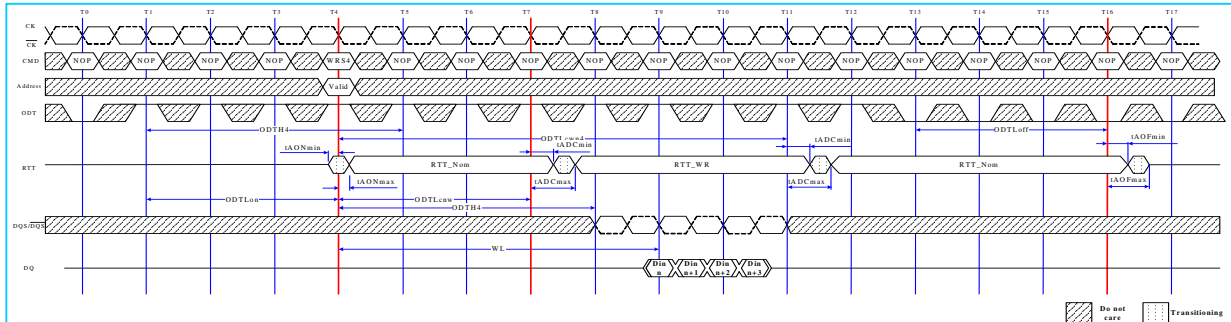 T0 T1 T2 T3 T4 T5 T6 T7 T8 T9 T10 T11 T12 T13 T14 T15 T16 T17
CK
CK
CMD NOP NOP NOP NOP WRS4 NOP NOP NOP NOP NOP NOP NOP NOP NOP NOP NOP NOP NOP
Address Valid
ODT
ODTH4 ODTLcwn4 ODTLoff
tAONmin tADCmin tADCmin tAOFmin
RTT RTT_Nom RTT_WR RTT_Nom
tAONmax tADCmax tADCmax tAOFmax
ODTLon ODTLcnw
ODTH4
DQS/DQS
WL
DQ Din n Din n+1 Din n+2 Din n+3
Do not care Transitioning